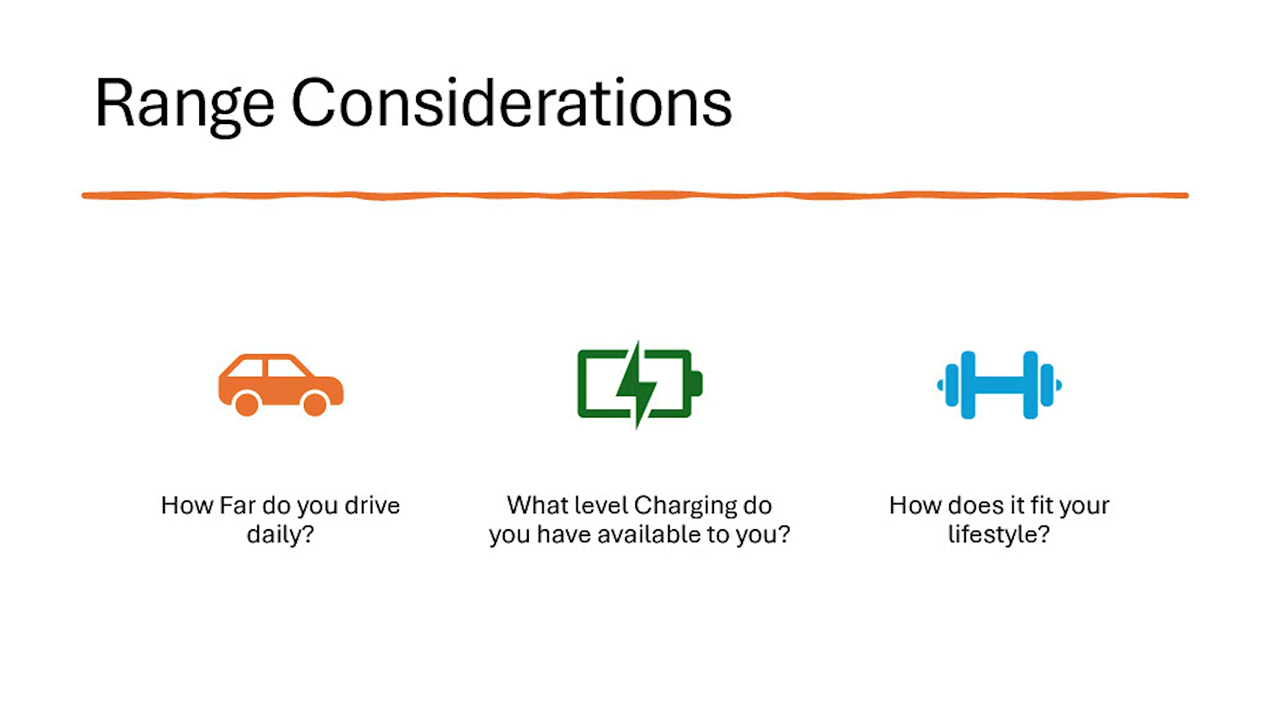 Range Considerations
How Far do you drive
daily?
What level Charging do
you have available to you?
How does it fit your
lifestyle?